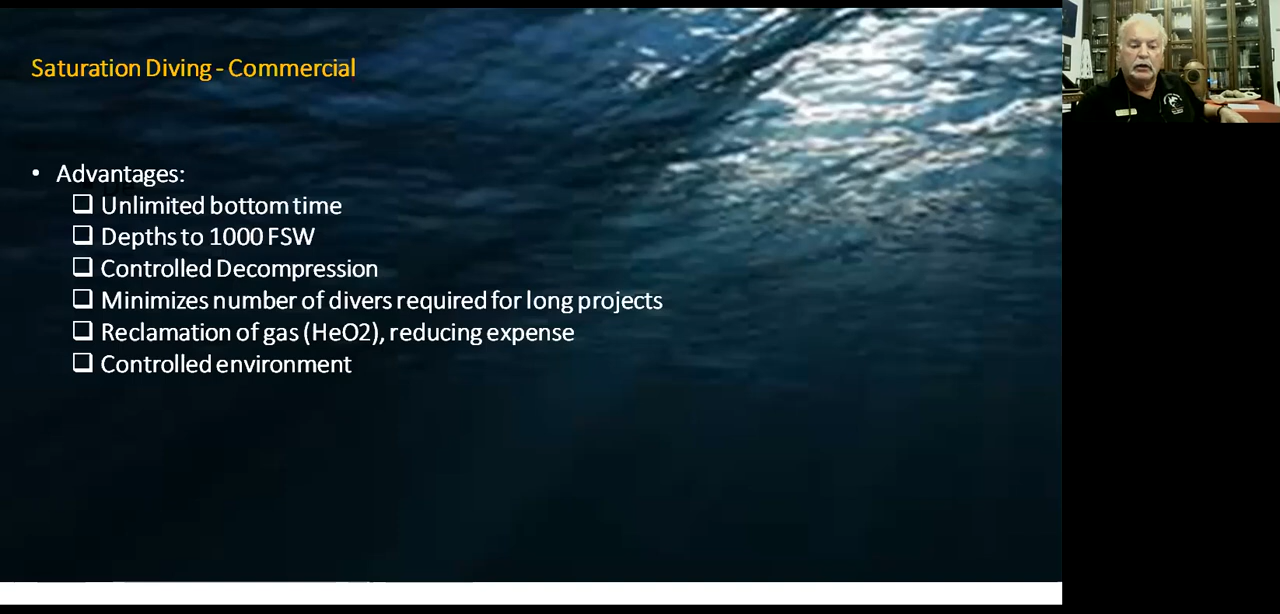 Saturation Diving - Commercial
• Advantages:
❑ Unlimited bottom time
❑ Depths to 1000 FSW
❑ Controlled Decompression
❑ Minimizes number of divers required for long projects
❑ Reclamation of gas (HeO2), reducing expense
❑ Controlled environment